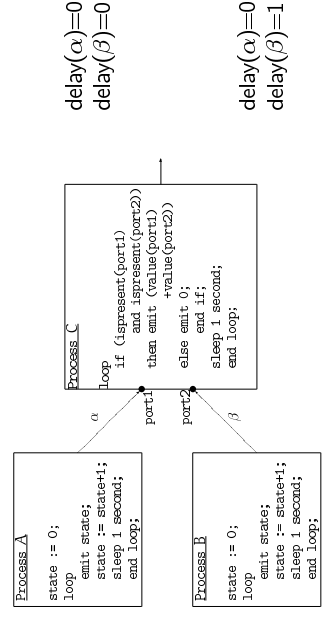 Process A
state := 0;
loop
emit state;
state := state+1;
sleep 1 second;
end loop;
Process B
state := 0;
loop
emit state;
state := state+1;
sleep 1 second;
end loop;
α
β
port1
port2
Process C
loop
if (ispresent(port1)
and ispresent(port2))
then emit (value(port1)
+value(port2))
else emit 0;
end if;
sleep 1 second;
end loop;
delay(α)=0
delay(β)=0
delay(α)=0
delay(β)=1